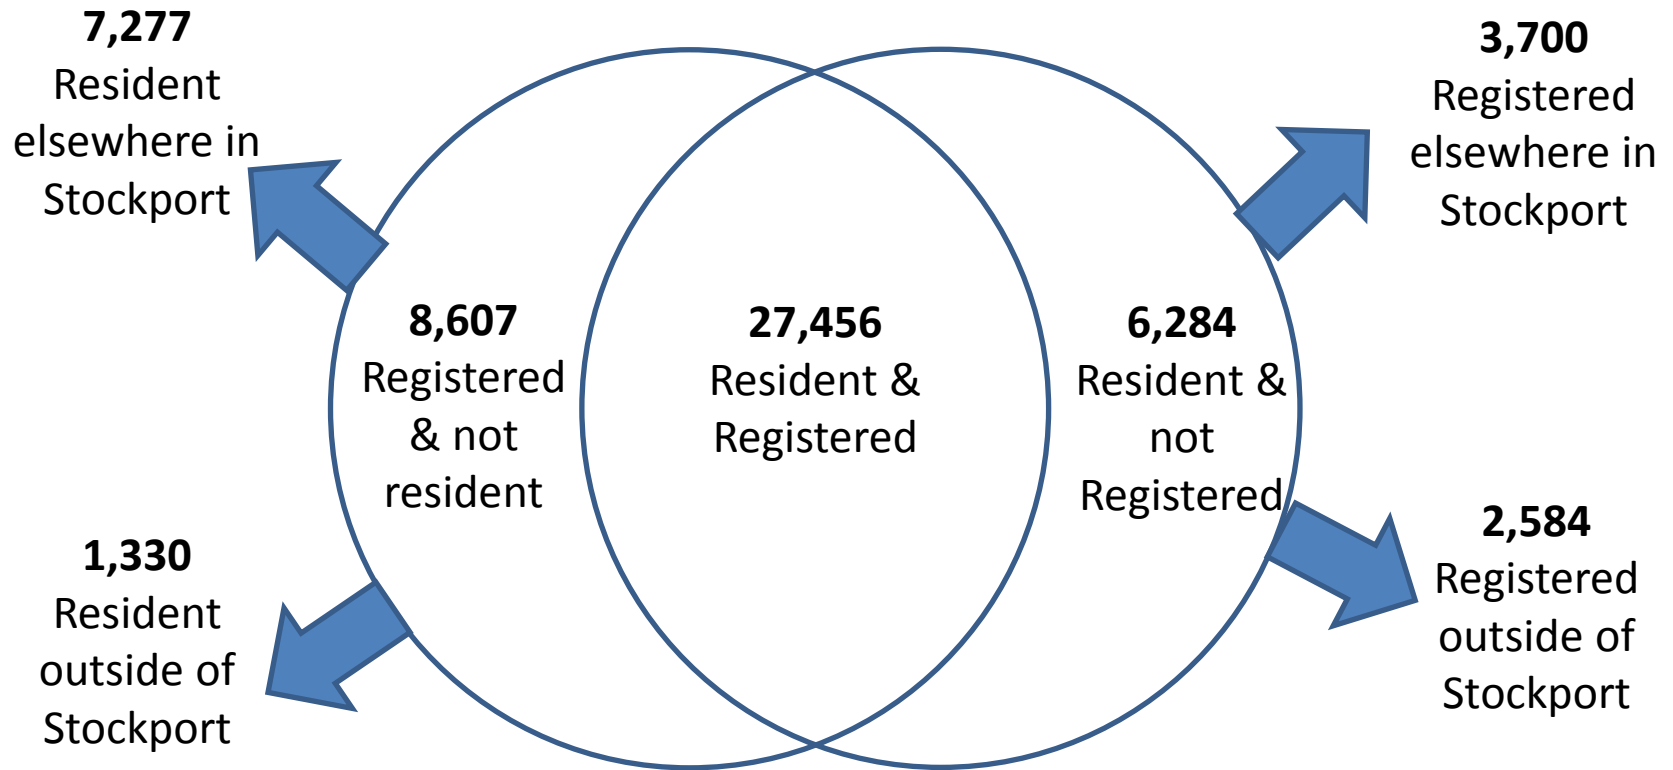 7,277
Resident
elsewhere in
Stockport
1,330
Resident
outside of
Stockport
8,607
Registered
& not
resident
27,456
Resident &
Registered
6,284
Resident &
not
Registered
3,700
Registered
elsewhere in
Stockport
2,584
Registered
outside of
Stockport